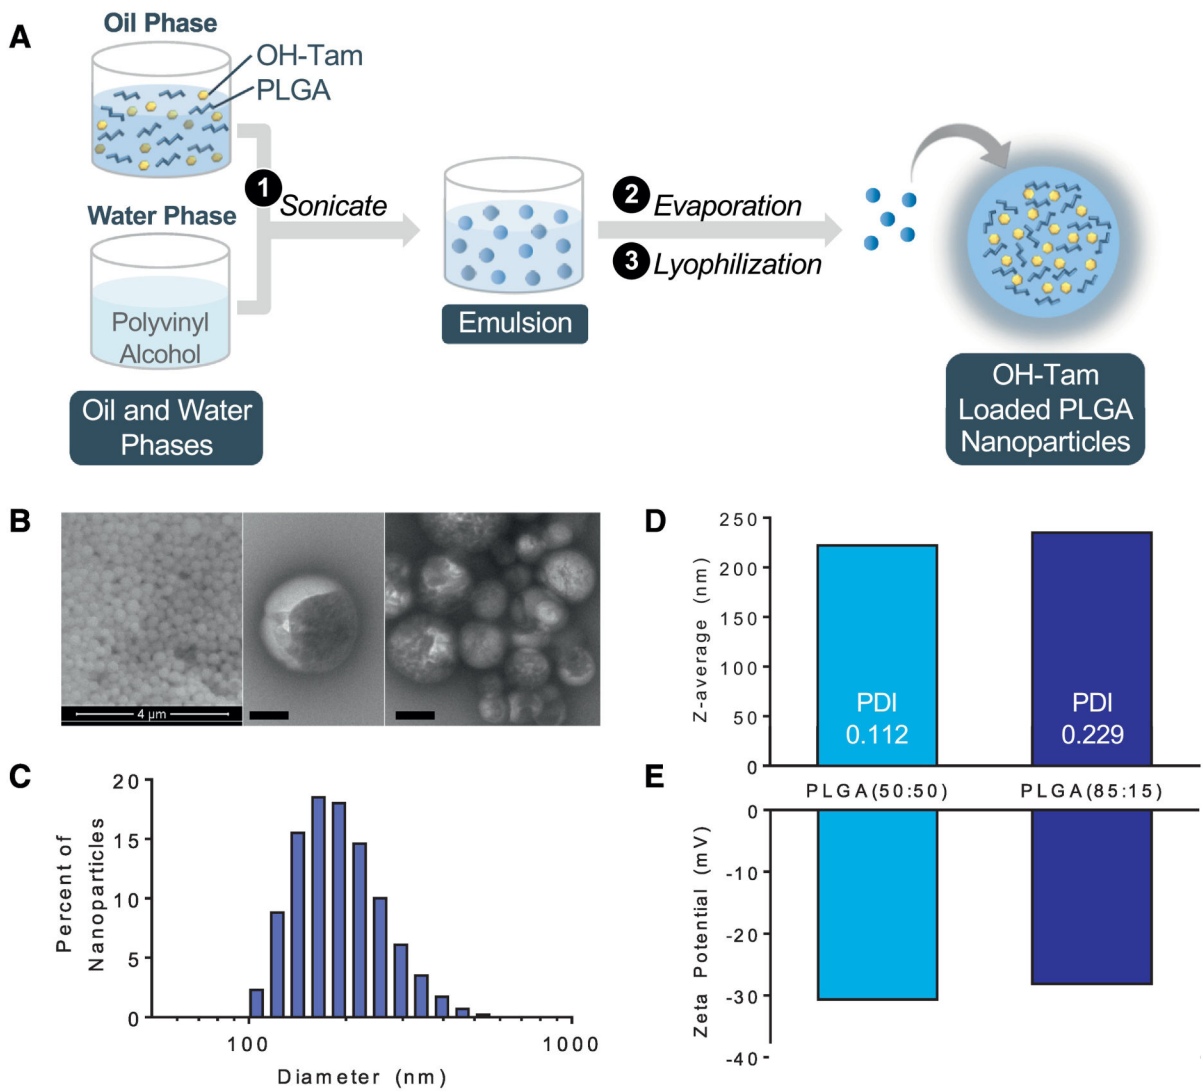 A
Oil Phase
OH-Tam
PLGA
Water Phase
Polyvinyl
Alcohol
Oil and Water
Phases
1 Sonicate
Emulsion
2 Evaporation
3 Lyophilization
OH-Tam
Loaded PLGA
Nanoparticles
B
4 µm
C
Percent of
Nanoparticles
20
15
10
5
0
100
1000
Diameter (nm)
D
Z-average (nm)
250
200
150
100
50
0
PDI
0.112
PDI
0.229
E
PLGA(50:50)
PLGA(85:15)
Zeta Potential (mV)
0
-10
-20
-30
-40